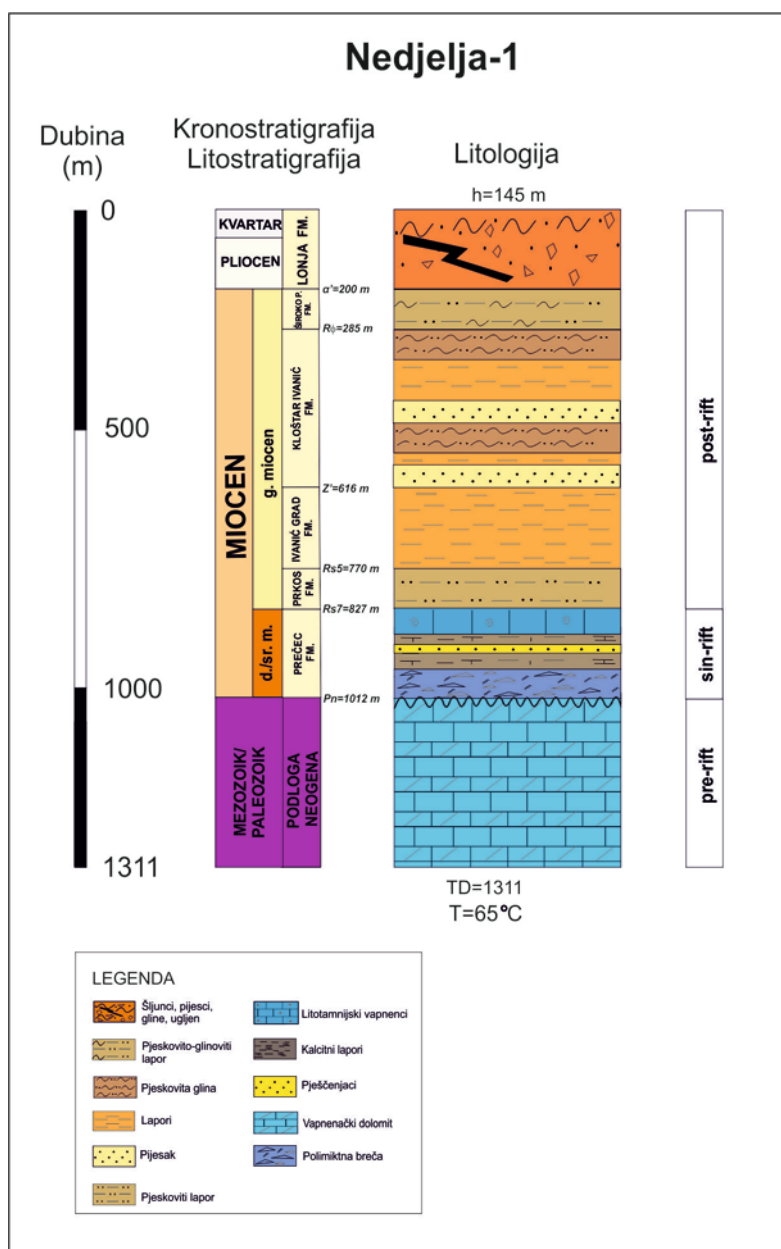 Nedjelja-1
Dubina
(m)
Kronostratigrafija
Litostratigrafija
Litologija
h=145 m
0
500
1000
1311
KVARTAR
PLIOCEN
MIOCEN
g. miocen
d./sr. m.
MEZOZOIK/
PALEOZOIK
LONJA FM.
ŠIROKO P.
FM.
KLOŠTAR IVANIĆ
FM.
IVANIĆ GRAD
FM.
PRKOS
FM.
PREČEC
FM.
PODLOGA
NEOGENA
α'=200 m
Rφ=285 m
Z'=616 m
Rs5=770 m
Rs7=827 m
Pn=1012 m
post-rift
sin-rift
pre-rift
TD=1311
T=65°C
LEGENDA
Šljunci, pijesci,
gline, ugljen
Pjeskovito-glinoviti
lapor
Pjeskovita glina
Lapori
Pijesak
Pjeskoviti lapor
Litotamnijski vapnenci
Kalcitni lapori
Pješčenjaci
Vapnenački dolomit
Polimiktna breča